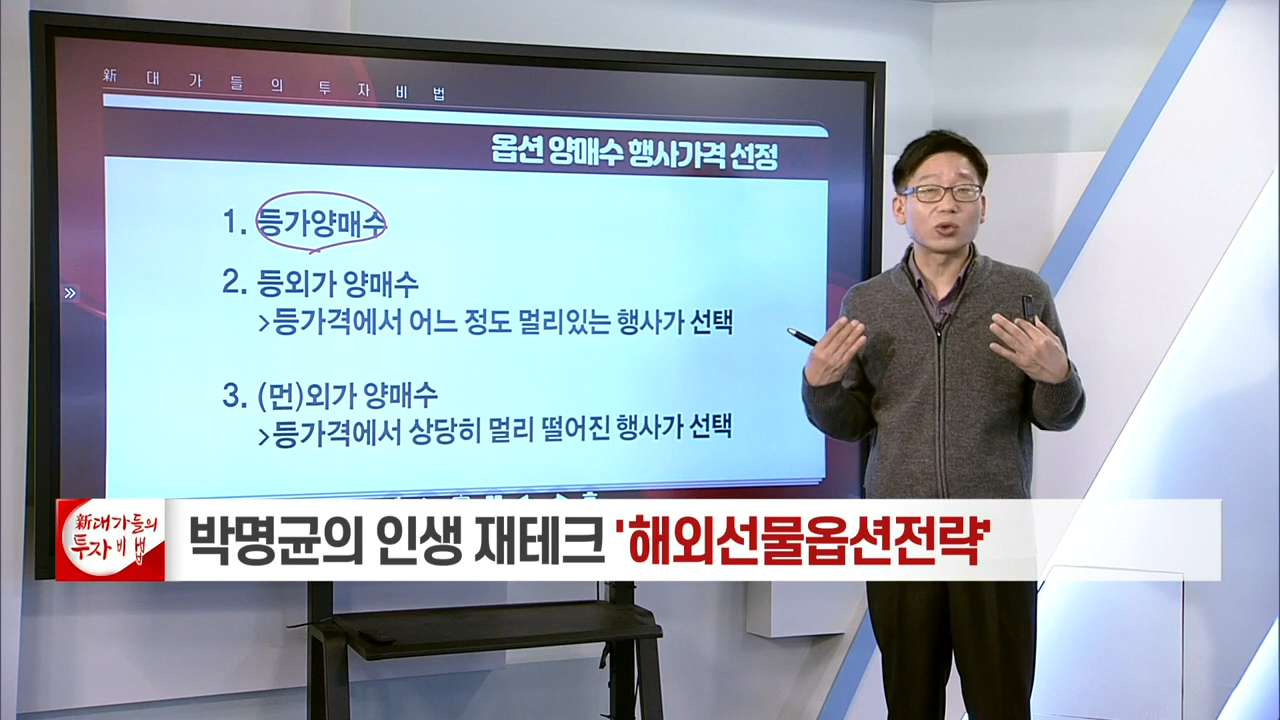 新 대가들의 투자비법
옵션 양매수 행사가격 선정
1. 등가양매수
2. 등외가 양매수
>등가격에서 어느 정도 멀리있는 행사가 선택
3. (먼)외가 양매수
>등가격에서 상당히 멀리 떨어진 행사가 선택
新대가들의
투자비법
박명균의 인생 재테크 '해외선물옵션전략'